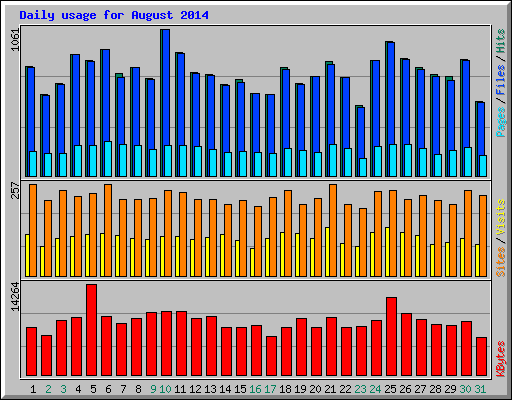 Daily usage for August 2014
1061
Pages / Files / Hits
257
Sites / Visits
14264
KBytes
1 2 3 4 5 6 7 8 9 10 11 12 13 14 15 16 17 18 19 20 21 22 23 24 25 26 27 28 29 30 31